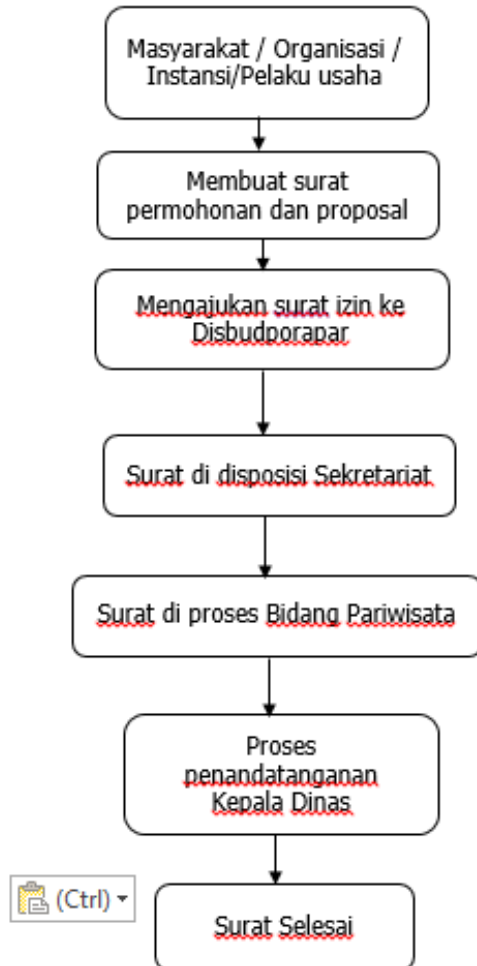 Masyarakat / Organisasi /
Instansi/Pelaku usaha
Membuat surat
permohonan dan proposal
Mengajukan surat izin ke
Disbudporapar
Surat di disposisi Sekretariat
Surat di proses Bidang Pariwisata
Proses
penandatanganan
Kepala Dinas
(Ctrl)
Surat Selesai